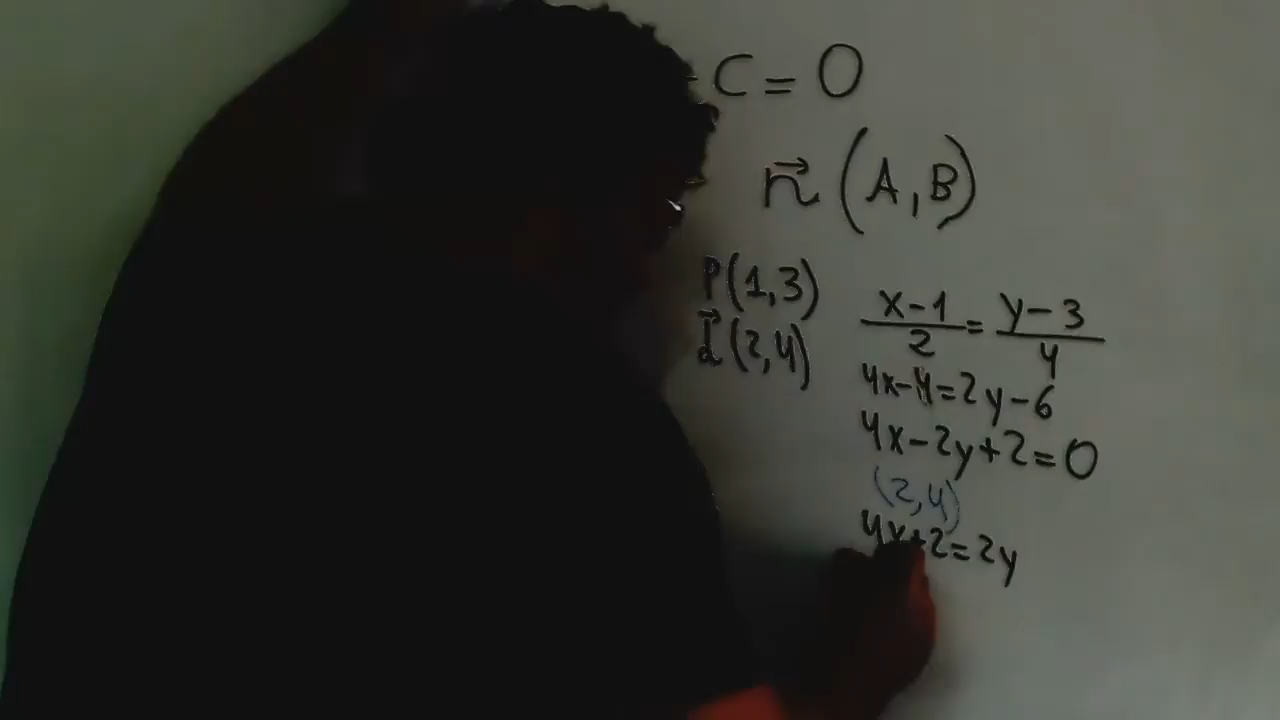 - C = 0
n⃗ (A, B)
P(1,3)
d⃗ (2,4)
x-1/2 = y-3/4
4x-4=2y-6
4x-2y+2=0
(2,4)
4x+2=2y